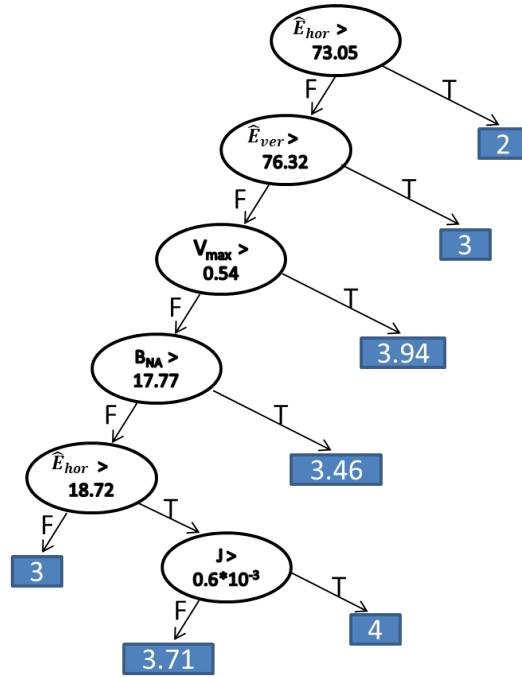 Ê_hor >
73.05
F
T
2
Ê_ver >
76.32
F
T
3
V_max >
0.54
F
T
3.94
B_NA >
17.77
F
T
3.46
Ê_hor >
18.72
F
T
3
J >
0.6*10⁻³
F
T
4
3.71